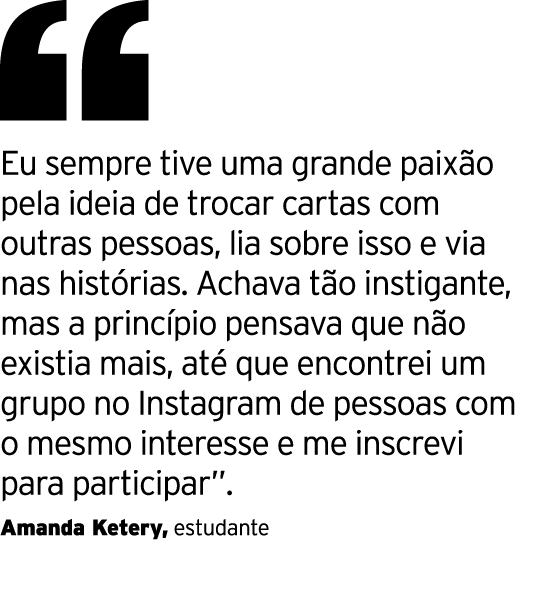 “
Eu sempre tive uma grande paixão
pela ideia de trocar cartas com
outras pessoas, lia sobre isso e via
nas histórias. Achava tão instigante,
mas a princípio pensava que não
existia mais, até que encontrei um
grupo no Instagram de pessoas com
o mesmo interesse e me inscrevi
para participar”.
Amanda Ketery, estudante